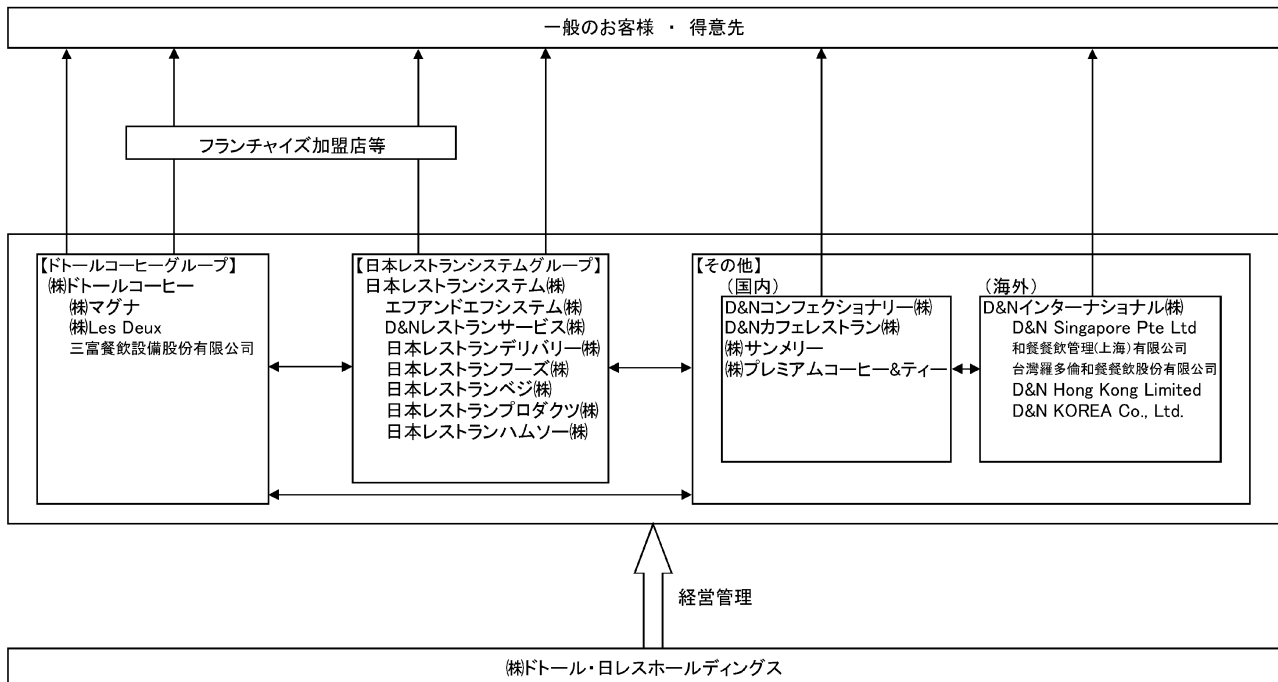 一般のお客様 ・ 得意先
フランチャイズ加盟店等
【ドトールコーヒーグループ】
㈱ドトールコーヒー
㈱マグナ
㈱Les Deux
三富餐飲設備股份有限公司
【日本レストランシステムグループ】
日本レストランシステム㈱
エフアンドエフシステム㈱
D&Nレストランサービス㈱
日本レストランデリバリー㈱
日本レストランフーズ㈱
日本レストランベジ㈱
日本レストランプロダクツ㈱
日本レストランハムソー㈱
【その他】
（国内）
D&Nコンフェクショナリー㈱
D&Nカフェレストラン㈱
㈱サンメリー
㈱プレミアムコーヒー&ティー
（海外）
D&Nインターナショナル㈱
D&N Singapore Pte Ltd
和餐餐飲管理(上海)有限公司
台灣羅多倫和餐餐飲股份有限公司
D&N Hong Kong Limited
D&N KOREA Co., Ltd.
経営管理
㈱ドトール・日レスホールディングス